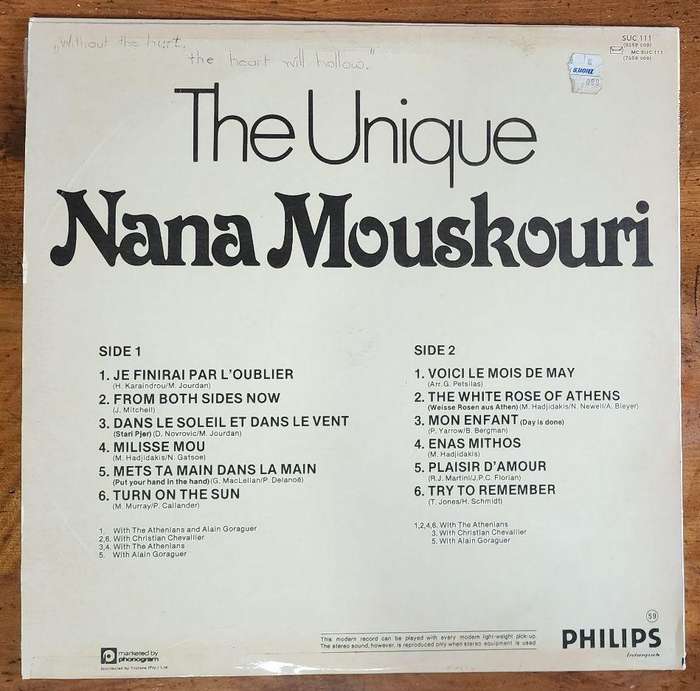 „Without the hurt,
the heart will hollow."
SUC 111
MC SUC 111
The Unique
Nana Mouskouri
SIDE 1
1. JE FINIRAI PAR L'OUBLIER
(H. Karaindrou/M. Jourdan)
2. FROM BOTH SIDES NOW
(J. Mitchell)
3. DANS LE SOLEIL ET DANS LE VENT
(Stari Pjer) (D. Novrovic/M. Jourdan)
4. MILISSE MOU
(M. Hadjidakis/N. Gatsoe)
5. METS TA MAIN DANS LA MAIN
(Put your hand in the hand) (G. MacLellan/P. Delanoë)
6. TURN ON THE SUN
(M. Murray/P. Callander)
1. With The Athenians and Alain Goraguer
2,6. With Christian Chevallier
3,4. With The Athenians
5. With Alain Goraguer
SIDE 2
1. VOICI LE MOIS DE MAY
(Arr. G. Petsilas)
2. THE WHITE ROSE OF ATHENS
(Weisse Rosen aus Athen) (M. Hadjidakis/N. Newell/A. Bleyer)
3. MON ENFANT (Day is done)
(P. Yarrow/B. Bergman)
4. ENAS MITHOS
(M. Hadjidakis)
5. PLAISIR D'AMOUR
(R.J. Martini/J.P.C. Florian)
6. TRY TO REMEMBER
(T. Jones/H. Schmidt)
1,2,4,6. With The Athenians
3. With Christian Chevallier
5. With Alain Goraguer
marketed by
phonogram
This modern record can be played with every modern light-weight pick-up.
The stereo sound, however, is reproduced only when stereo equipment is used
59
PHILIPS